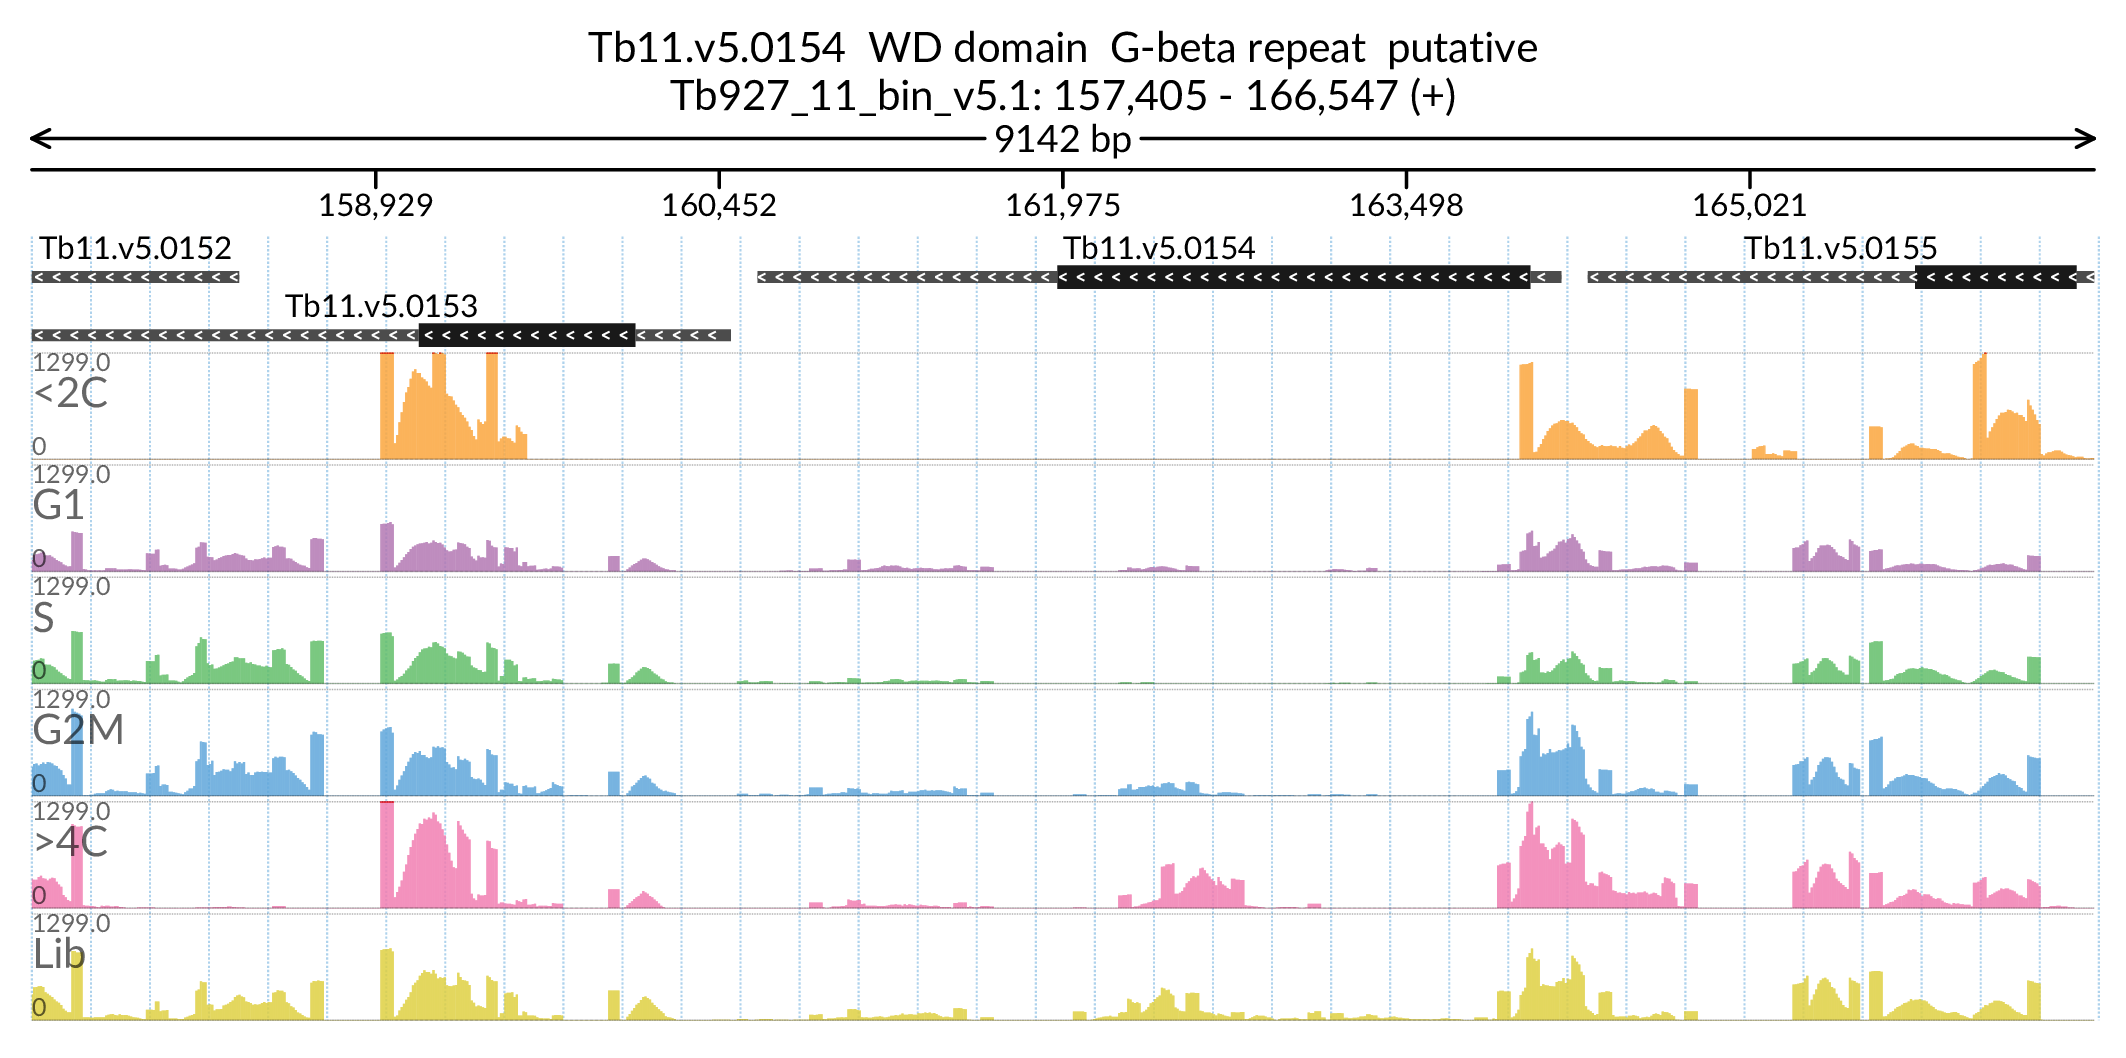 Tb11.v5.0154 WD domain G-beta repeat putative
Tb927_11_bin_v5.1: 157,405 - 166,547 (+)
9142 bp
158,929 160,452 161,975 163,498 165,021
Tb11.v5.0152 Tb11.v5.0154 Tb11.v5.0155
Tb11.v5.0153
1299.0
<2C
0
1299.0
G1
0
1299.0
S
0
1299.0
G2M
0
1299.0
>4C
0
1299.0
Lib
0